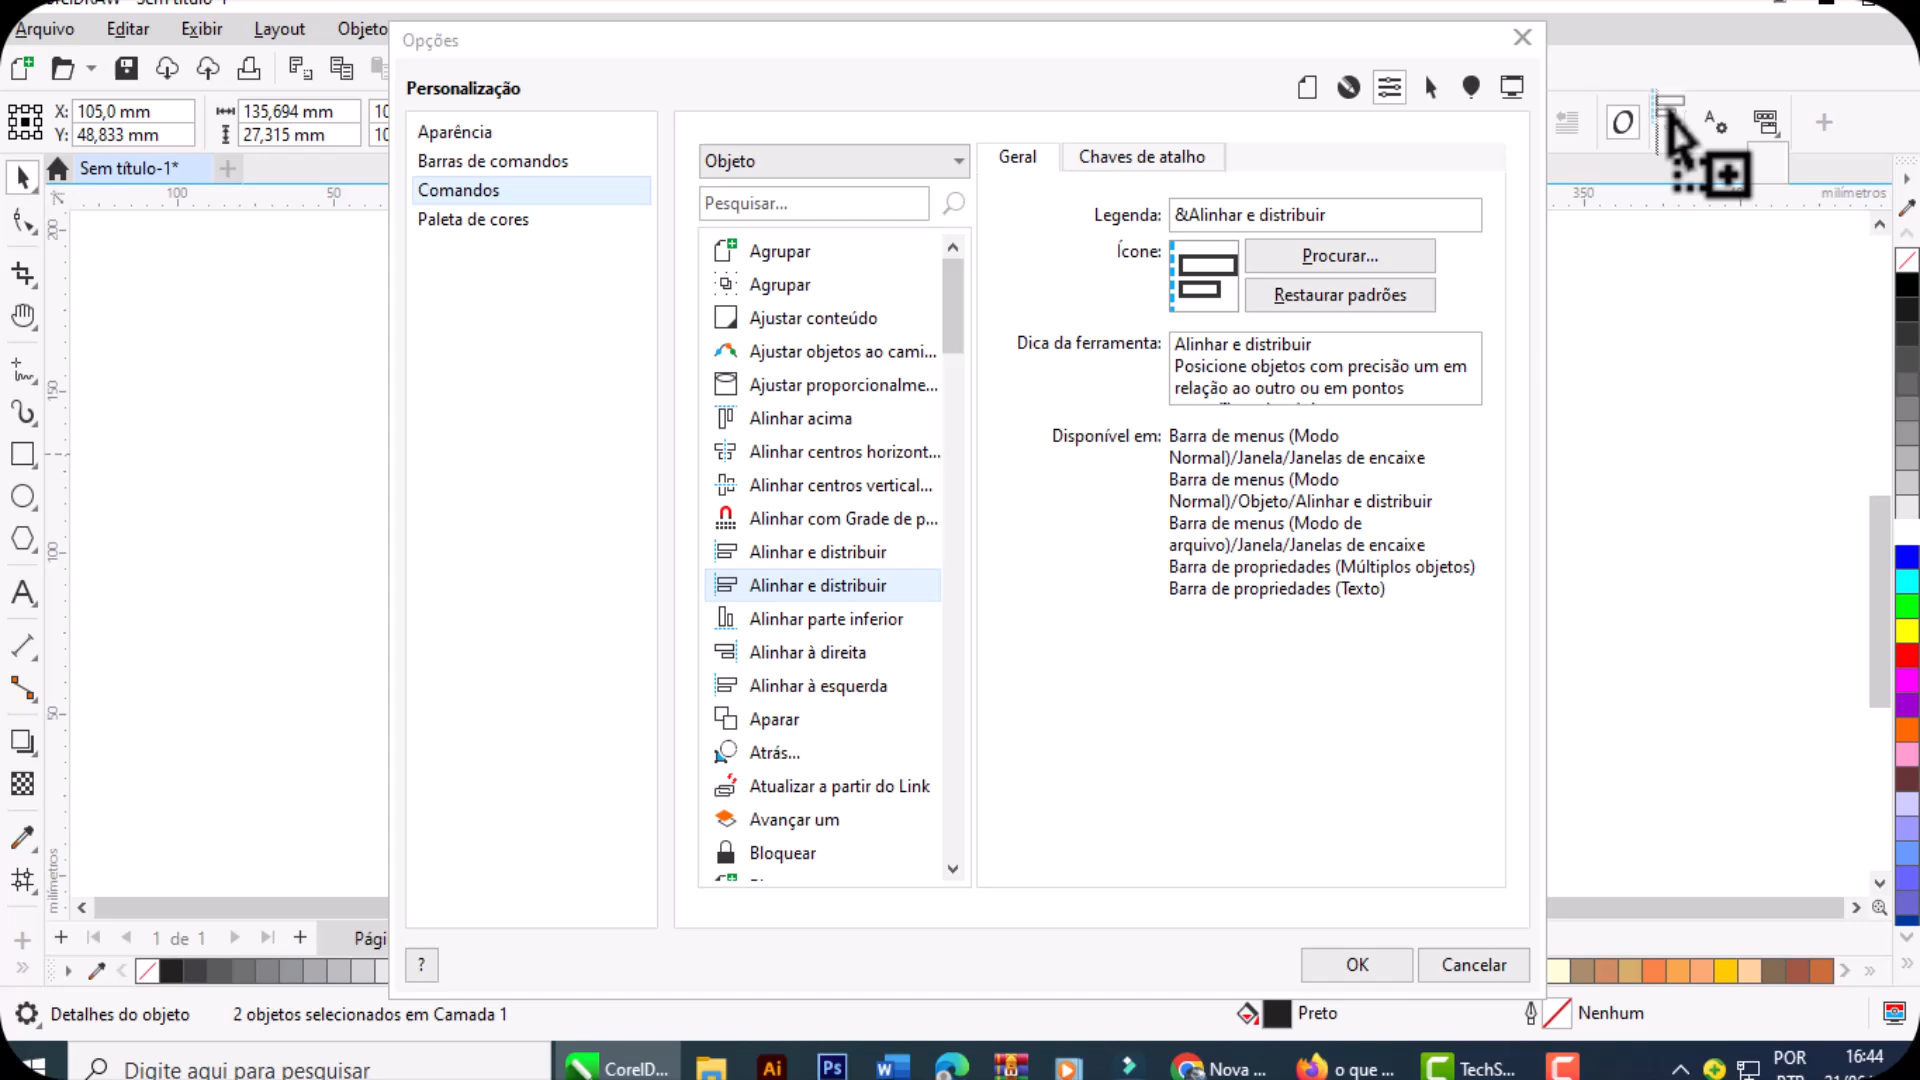 Arquivo Editar Exibir Layout Objeto
Opções
Personalização
X: 105,0 mm 135,694 mm
Y: 48,833 mm 27,315 mm
Sem título-1*
100 50 350 milímetros
200
150
100
50
milímetros
Aparência
Barras de comandos
Comandos
Paleta de cores
Objeto
Pesquisar...
Agrupar
Agrupar
Ajustar conteúdo
Ajustar objetos ao cami...
Ajustar proporcionalme...
Alinhar acima
Alinhar centros horizont...
Alinhar centros vertical...
Alinhar com Grade de p...
Alinhar e distribuir
Alinhar e distribuir
Alinhar parte inferior
Alinhar à direita
Alinhar à esquerda
Aparar
Atrás...
Atualizar a partir do Link
Avançar um
Bloquear
Geral Chaves de atalho
Legenda: &Alinhar e distribuir
Ícone: Procurar...
Restaurar padrões
Dica da ferramenta: Alinhar e distribuir
Posicione objetos com precisão um em
relação ao outro ou em pontos
Disponível em: Barra de menus (Modo
Normal)/Janela/Janelas de encaixe
Barra de menus (Modo
Normal)/Objeto/Alinhar e distribuir
Barra de menus (Modo de
arquivo)/Janela/Janelas de encaixe
Barra de propriedades (Múltiplos objetos)
Barra de propriedades (Texto)
? OK Cancelar
1 de 1 Pági
Detalhes do objeto 2 objetos selecionados em Camada 1 Preto Nenhum
Digite aqui para pesquisar CorelD... Ai Ps W Nova ... o que ... TechS... POR 16:44